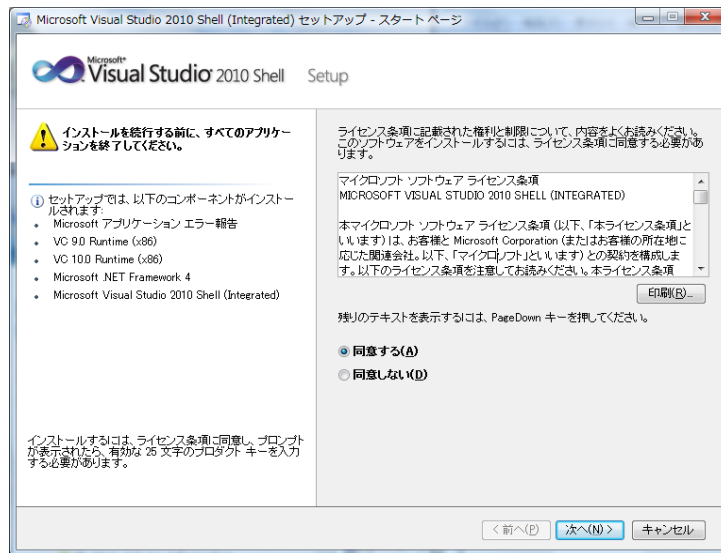 Microsoft Visual Studio 2010 Shell (Integrated) セットアップ - スタート ページ
Microsoft®
Visual Studio® 2010 Shell Setup
インストールを続行する前に、すべてのアプリケー
ションを終了してください。
セットアップでは、以下のコンポーネントがインストー
ルされます:
• Microsoft アプリケーション エラー報告
• VC 9.0 Runtime (x86)
• VC 10.0 Runtime (x86)
• Microsoft .NET Framework 4
• Microsoft Visual Studio 2010 Shell (Integrated)
インストールするには、ライセンス条項に同意し、プロンプト
が表示されたら、有効な 25 文字のプロダクト キーを入力
する必要があります。
ライセンス条項に記載された権利と制限について、内容をよくお読みください。
このソフトウェアをインストールするには、ライセンス条項に同意する必要があ
ります。
マイクロソフト ソフトウェア ライセンス条項
MICROSOFT VISUAL STUDIO 2010 SHELL (INTEGRATED)
本マイクロソフト ソフトウェア ライセンス条項 (以下、「本ライセンス条項」と
いいます) は、お客様と Microsoft Corporation (またはお客様の所在地に
応じた関連会社。以下、「マイクロソフト」といいます) との契約を構成しま
す。以下のライセンス条項を注意してお読みください。本ライセンス条項
印刷(R)...
残りのテキストを表示するには、PageDown キーを押してください。
同意する(A)
同意しない(D)
< 前へ(P)
次へ(N) >
キャンセル